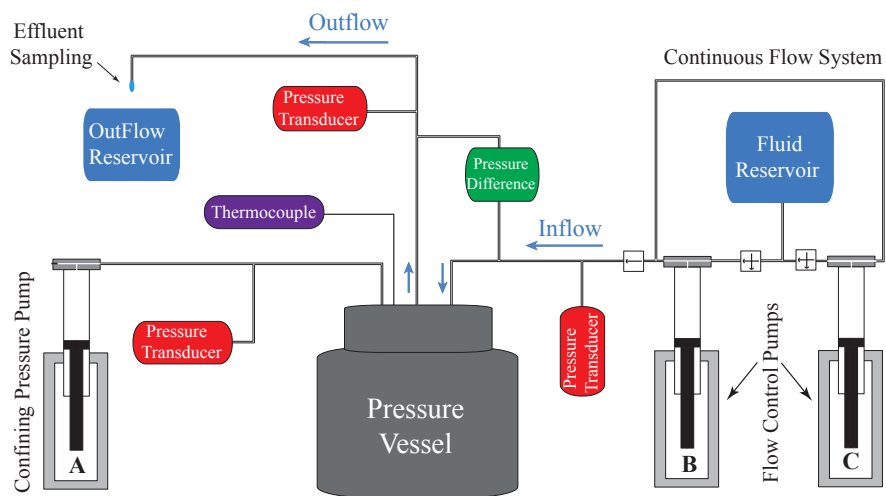 Outflow
Effluent
Sampling
Continuous Flow System
Pressure
Transducer
OutFlow
Reservoir
Fluid
Reservoir
Pressure
Difference
Thermocouple
Inflow
Confining Pressure Pump
Pressure
Transducer
Pressure
Transducer
Pressure
Vessel
Flow Control Pumps
A
B
C